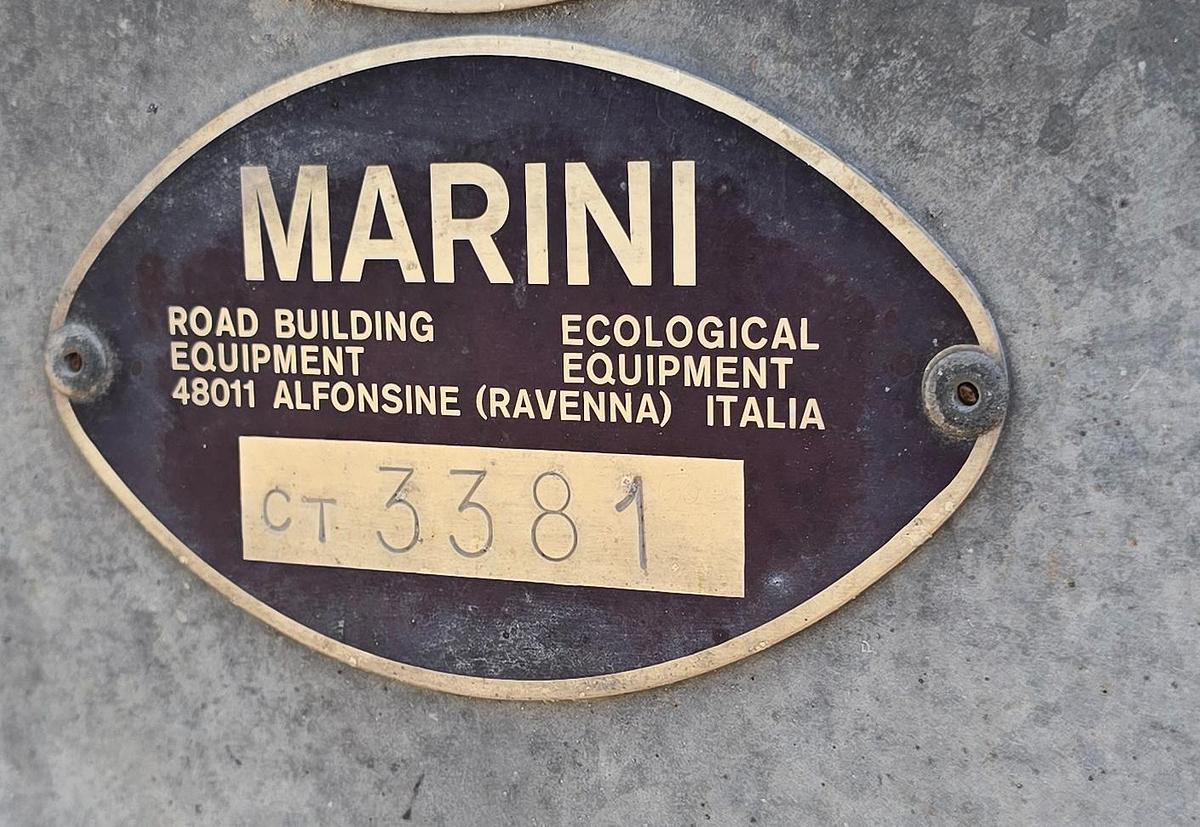 MARINI
ROAD BUILDING ECOLOGICAL
EQUIPMENT EQUIPMENT
48011 ALFONSINE (RAVENNA) ITALIA
CT 3381